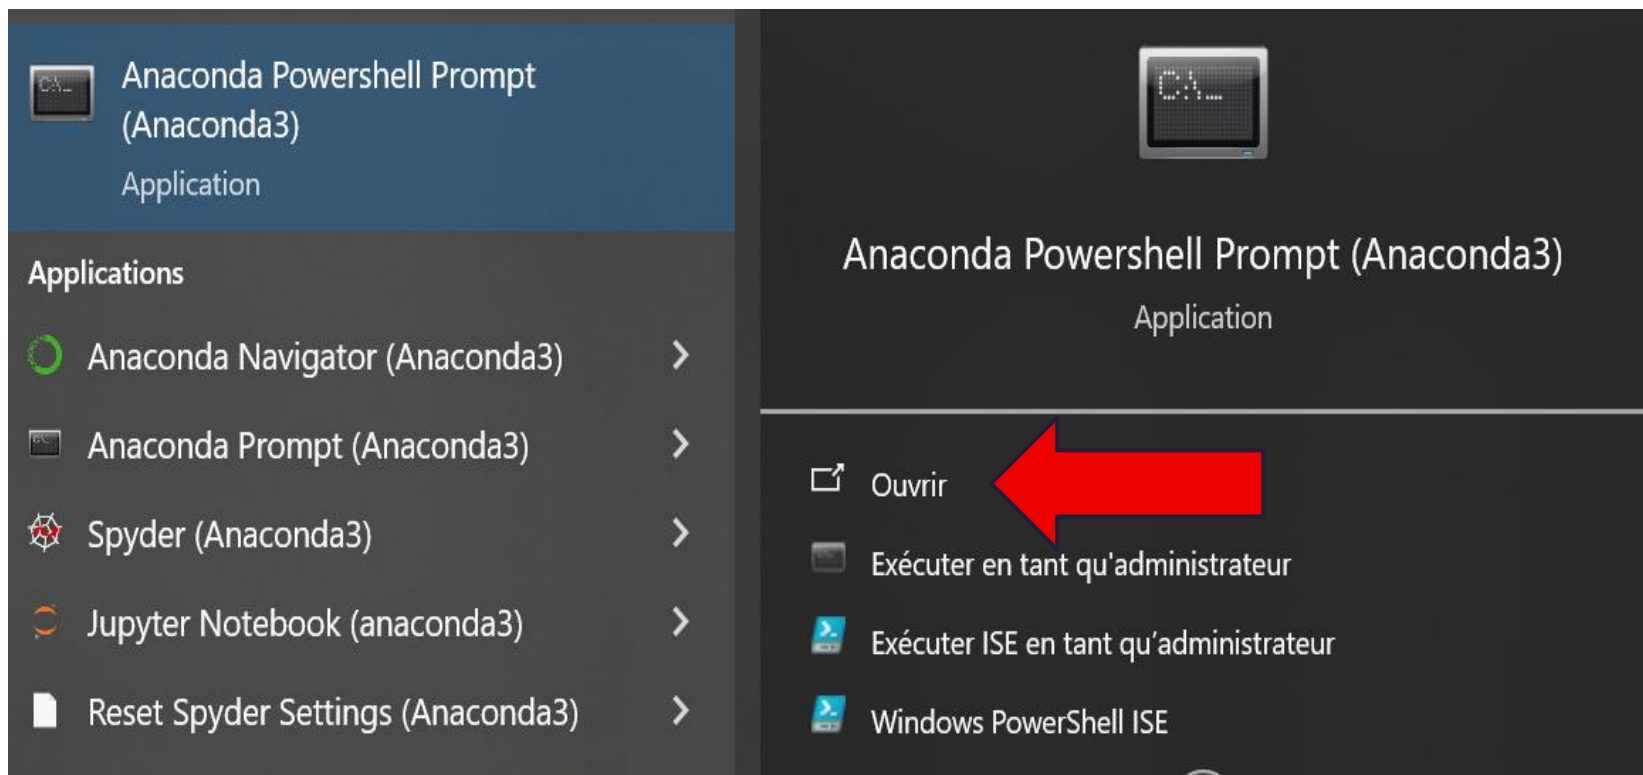 Anaconda Powershell Prompt
(Anaconda3)
Application
Applications
Anaconda Navigator (Anaconda3)
Anaconda Prompt (Anaconda3)
Spyder (Anaconda3)
Jupyter Notebook (anaconda3)
Reset Spyder Settings (Anaconda3)
C:\_
Anaconda Powershell Prompt (Anaconda3)
Application
Ouvrir
Exécuter en tant qu'administrateur
Exécuter ISE en tant qu’administrateur
Windows PowerShell ISE